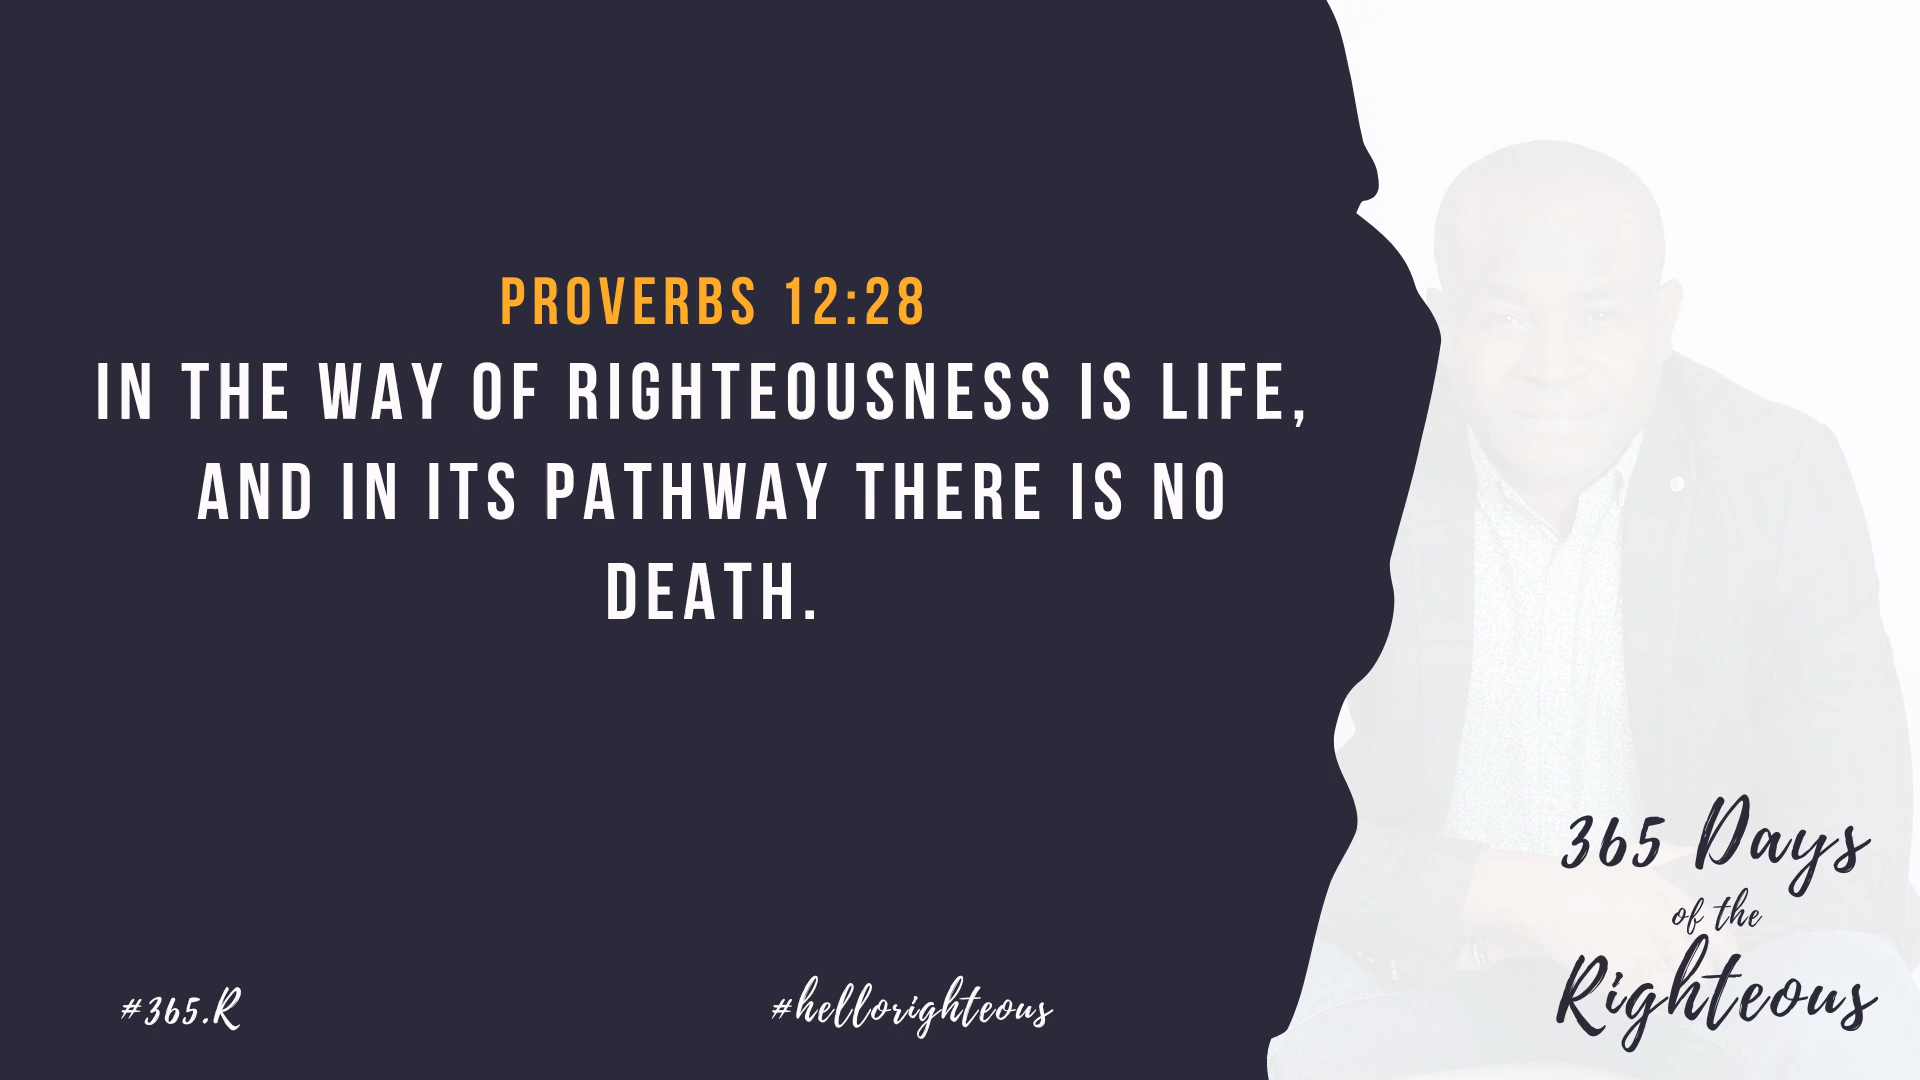 PROVERBS 12:28
IN THE WAY OF RIGHTEOUSNESS IS LIFE,
AND IN ITS PATHWAY THERE IS NO
DEATH.
365 Days
of the
Righteous
#365.R
#hellorighteous